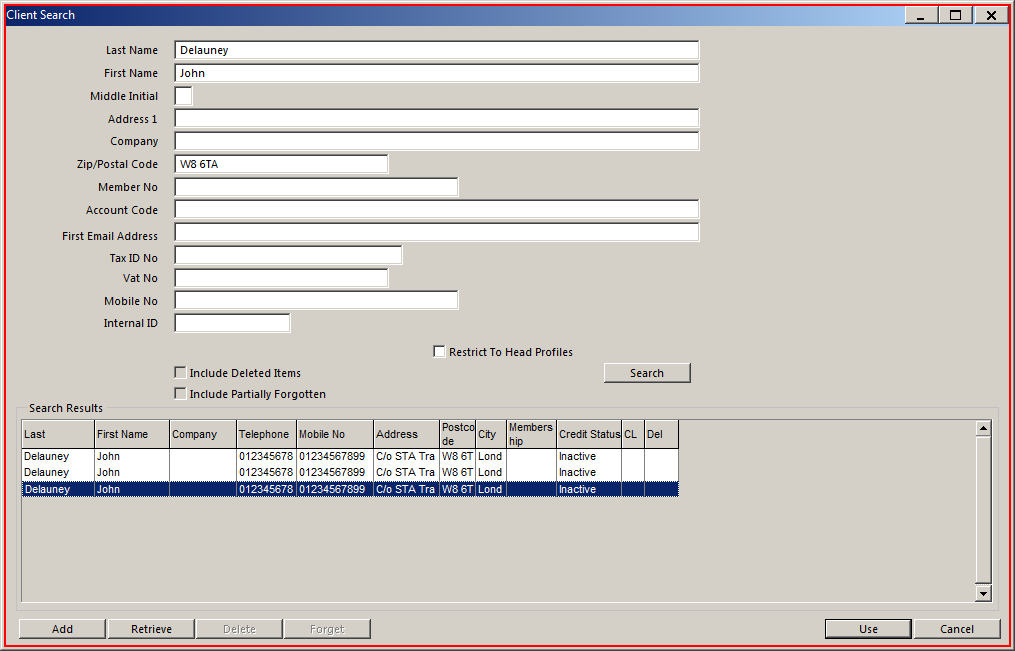 Client Search
Last Name Delauney
First Name John
Middle Initial
Address 1
Company
Zip/Postal Code W8 6TA
Member No
Account Code
First Email Address
Tax ID No
Vat No
Mobile No
Internal ID
Restrict To Head Profiles
Include Deleted Items Search
Include Partially Forgotten
Search Results
Last First Name Company Telephone Mobile No Address Postco de City Members hip Credit Status CL Del
Delauney John 012345678 01234567899 C/o STA Tra W8 6T Lond Inactive
Delauney John 012345678 01234567899 C/o STA Tra W8 6T Lond Inactive
Delauney John 012345678 01234567899 C/o STA Tra W8 6T Lond Inactive
Add Retrieve Delete Forget Use Cancel